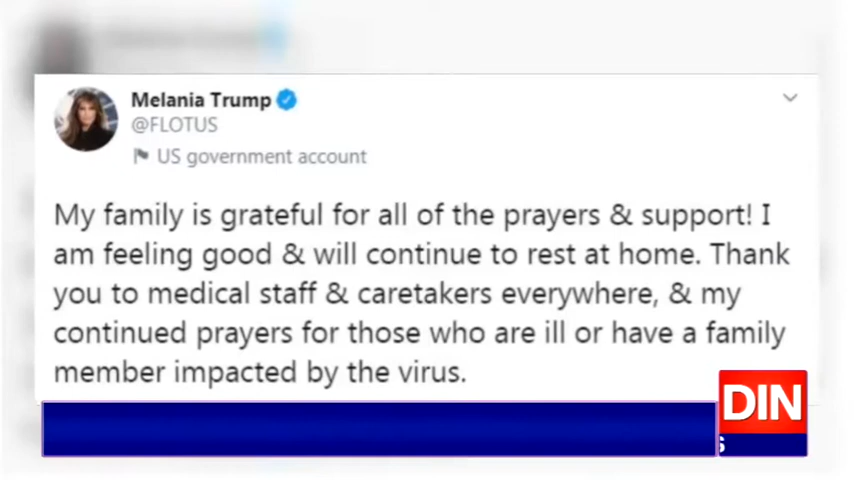 Melania Trump
@FLOTUS
US government account
My family is grateful for all of the prayers & support! I
am feeling good & will continue to rest at home. Thank
you to medical staff & caretakers everywhere, & my
continued prayers for those who are ill or have a family
member impacted by the virus.
DIN
S